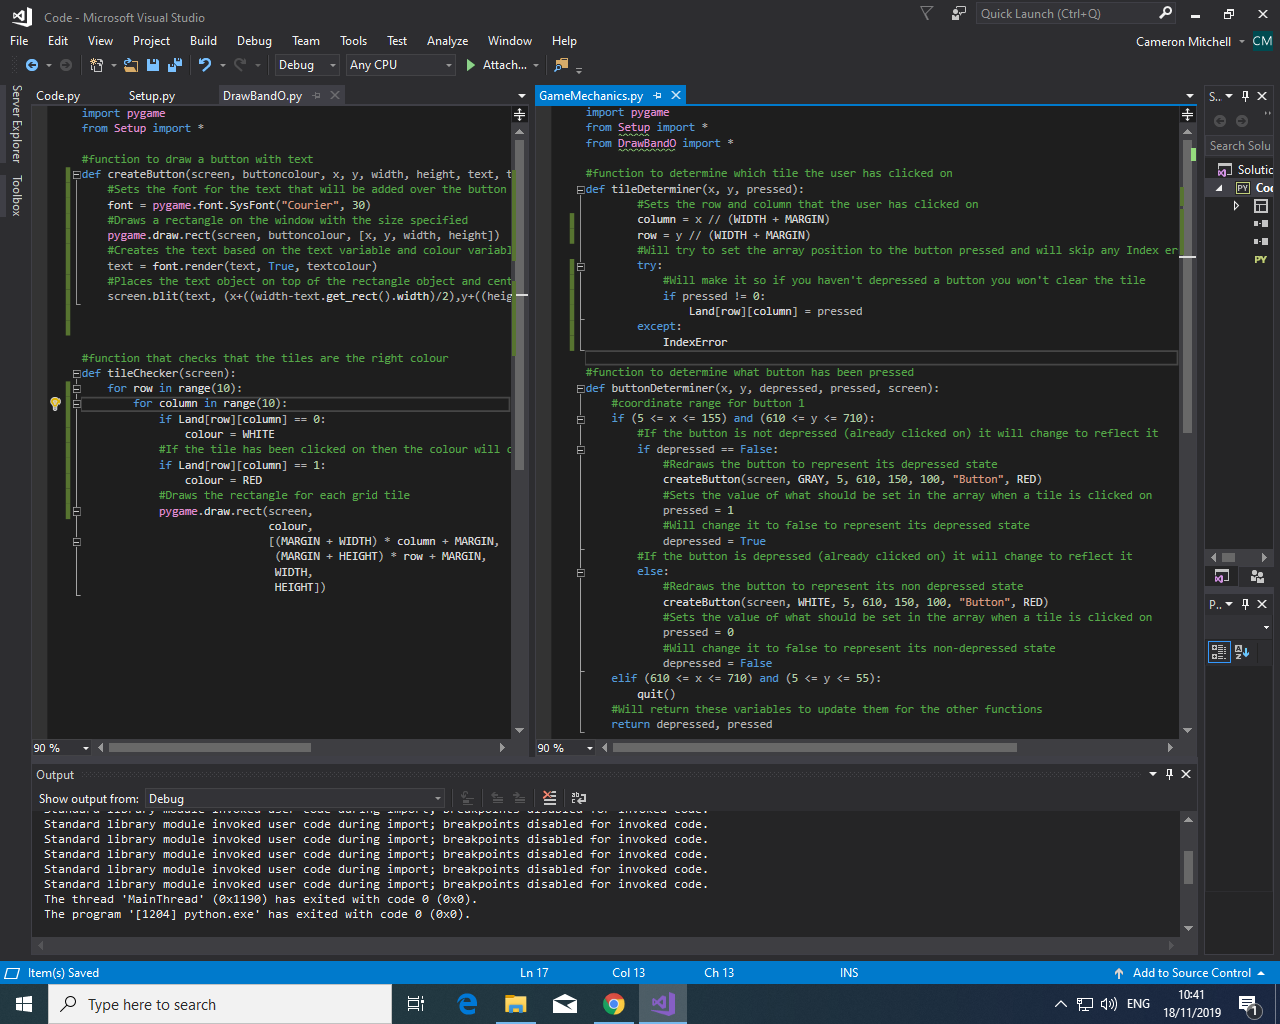 Code - Microsoft Visual Studio
Quick Launch (Ctrl+Q)
File Edit View Project Build Debug Team Tools Test Analyze Window Help
Cameron Mitchell CM
Debug Any CPU Attach...
Server Explorer
Toolbox
Code.py Setup.py DrawBandO.py
import pygame
from Setup import *
#function to draw a button with text
def createButton(screen, buttoncolour, x, y, width, height, text, t
#Sets the font for the text that will be added over the button
font = pygame.font.SysFont("Courier", 30)
#Draws a rectangle on the window with the size specified
pygame.draw.rect(screen, buttoncolour, [x, y, width, height])
#Creates the text based on the text variable and colour variabl
text = font.render(text, True, textcolour)
#Places the text object on top of the rectangle object and cent
screen.blit(text, (x+((width-text.get_rect().width)/2),y+((heig
#function that checks that the tiles are the right colour
def tileChecker(screen):
for row in range(10):
for column in range(10):
if Land[row][column] == 0:
colour = WHITE
#If the tile has been clicked on then the colour will c
if Land[row][column] == 1:
colour = RED
#Draws the rectangle for each grid tile
pygame.draw.rect(screen,
colour,
[(MARGIN + WIDTH) * column + MARGIN,
(MARGIN + HEIGHT) * row + MARGIN,
WIDTH,
HEIGHT])
90 %
GameMechanics.py
import pygame
from Setup import *
from DrawBandO import *
#function to determine which tile the user has clicked on
def tileDeterminer(x, y, pressed):
#Sets the row and column that the user has clicked on
column = x // (WIDTH + MARGIN)
row = y // (WIDTH + MARGIN)
#Will try to set the array position to the button pressed and will skip any Index er
try:
#Will make it so if you haven't depressed a button you won't clear the tile
if pressed != 0:
Land[row][column] = pressed
except:
IndexError
#function to determine what button has been pressed
def buttonDeterminer(x, y, depressed, pressed, screen):
#coordinate range for button 1
if (5 <= x <= 155) and (610 <= y <= 710):
#If the button is not depressed (already clicked on) it will change to reflect it
if depressed == False:
#Redraws the button to represent its depressed state
createButton(screen, GRAY, 5, 610, 150, 100, "Button", RED)
#Sets the value of what should be set in the array when a tile is clicked on
pressed = 1
#Will change it to false to represent its depressed state
depressed = True
#If the button is depressed (already clicked on) it will change to reflect it
else:
#Redraws the button to represent its non depressed state
createButton(screen, WHITE, 5, 610, 150, 100, "Button", RED)
#Sets the value of what should be set in the array when a tile is clicked on
pressed = 0
#Will change it to false to represent its non-depressed state
depressed = False
elif (610 <= x <= 710) and (5 <= y <= 55):
quit()
#Will return these variables to update them for the other functions
return depressed, pressed
90 %
S..
Search Solu
Solutio
PY Coc
PY
P..
Output
Show output from: Debug
Standard library module invoked user code during import; breakpoints disabled for invoked code.
Standard library module invoked user code during import; breakpoints disabled for invoked code.
Standard library module invoked user code during import; breakpoints disabled for invoked code.
Standard library module invoked user code during import; breakpoints disabled for invoked code.
Standard library module invoked user code during import; breakpoints disabled for invoked code.
Standard library module invoked user code during import; breakpoints disabled for invoked code.
The thread 'MainThread' (0x1190) has exited with code 0 (0x0).
The program '[1204] python.exe' has exited with code 0 (0x0).
Item(s) Saved Ln 17 Col 13 Ch 13 INS Add to Source Control
Type here to search
ENG
10:41
18/11/2019
1